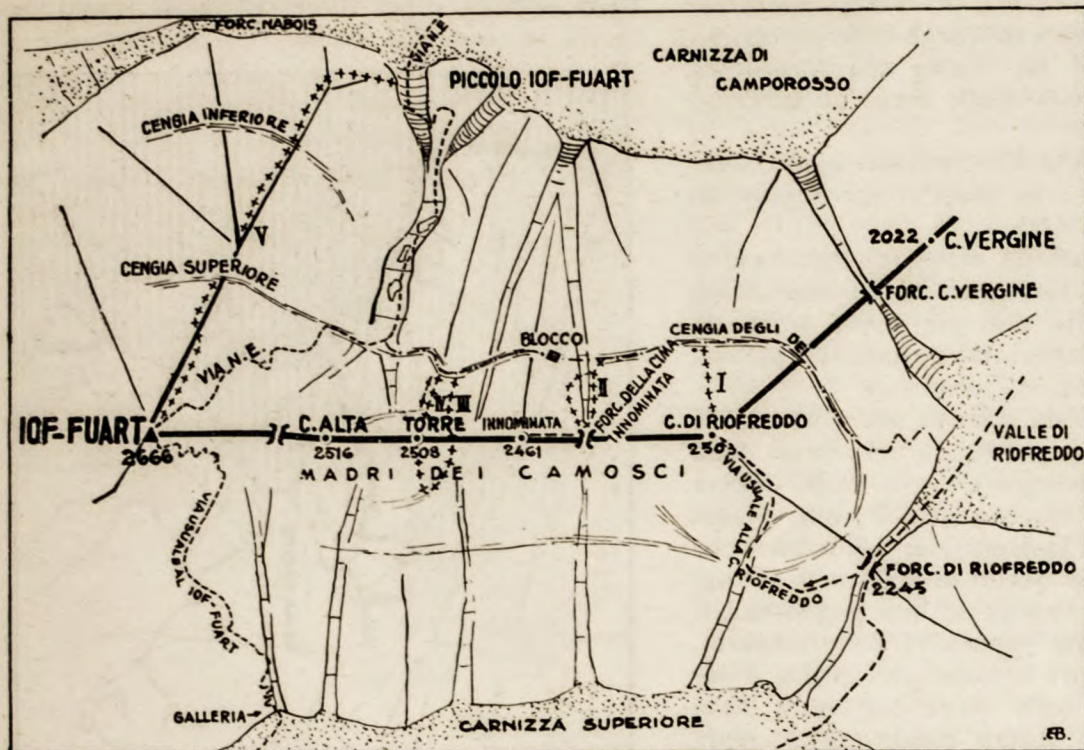 FORC. NABOIS
VIA N.E
PICCOLO IOF-FUART
CARNIZZA DI
CAMPOROSSO
CENGIA INFERIORE
V
2022
C. VERGINE
CENGIA SUPERIORE
FORC. C. VERGINE
VIA N-E
BLOCCO
CENGIA DEGLI
DEI
II
I
III
FORC. DELLA CIMA
INNOMINATA
IOF-FUART
2666
C. ALTA
2516
TORRE
2508
INNOMINATA
2461
C. DI RIOFREDDO
250
VALLE DI
RIOFREDDO
MADRI DEI CAMOSCI
VIA USUALE AL IOF-FUART
VIA USUALE ALLA C. RIOFREDDO
FORC. DI RIOFREDDO
2245
GALLERIA
CARNIZZA SUPERIORE